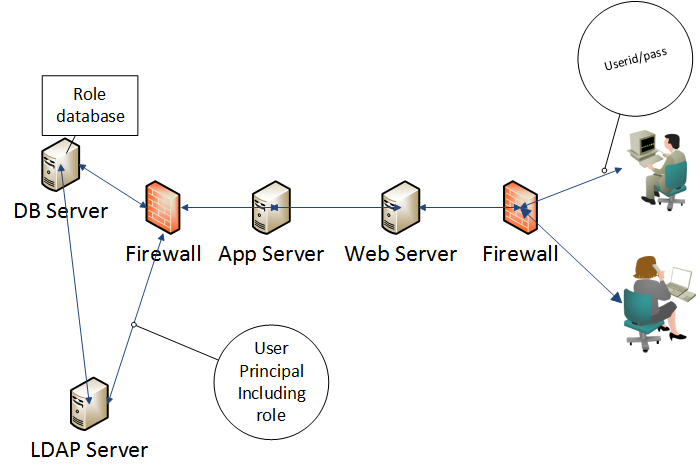 Userid/pass
Role
database
DB Server
Firewall
App Server
Web Server
Firewall
User
Principal
Including
role
LDAP Server